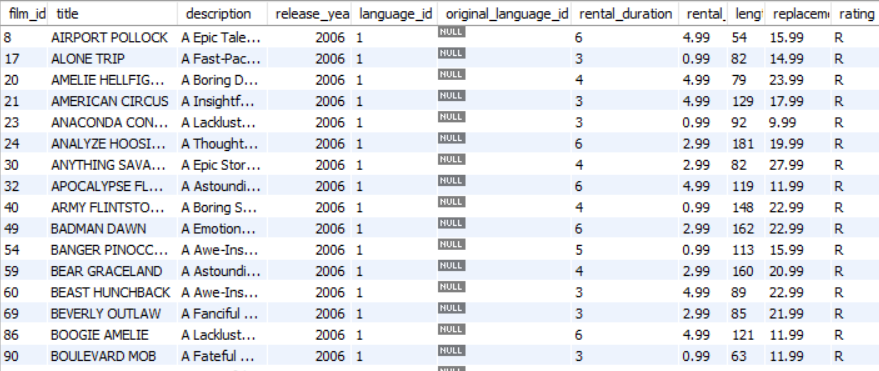 film_id title description release_yea language_id original_language_id rental_duration rental_ lengt replacem rating
8 AIRPORT POLLOCK A Epic Tale... 2006 1 NULL 6 4.99 54 15.99 R
17 ALONE TRIP A Fast-Pac... 2006 1 NULL 3 0.99 82 14.99 R
20 AMELIE HELLFIG... A Boring D... 2006 1 NULL 4 4.99 79 23.99 R
21 AMERICAN CIRCUS A Insightf... 2006 1 NULL 3 4.99 129 17.99 R
23 ANACONDA CON... A Lacklust... 2006 1 NULL 3 0.99 92 9.99 R
24 ANALYZE HOOSI... A Thought... 2006 1 NULL 6 2.99 181 19.99 R
30 ANYTHING SAVA... A Epic Stor... 2006 1 NULL 4 2.99 82 27.99 R
32 APOCALYPSE FL... A Astoundi... 2006 1 NULL 6 4.99 119 11.99 R
40 ARMY FLINTSTO... A Boring S... 2006 1 NULL 4 0.99 148 22.99 R
49 BADMAN DAWN A Emotion... 2006 1 NULL 6 2.99 162 22.99 R
54 BANGER PINOCC... A Awe-Ins... 2006 1 NULL 5 0.99 113 15.99 R
59 BEAR GRACELAND A Astoundi... 2006 1 NULL 4 2.99 160 20.99 R
60 BEAST HUNCHBACK A Awe-Ins... 2006 1 NULL 3 4.99 89 22.99 R
69 BEVERLY OUTLAW A Fanciful ... 2006 1 NULL 3 2.99 85 21.99 R
86 BOOGIE AMELIE A Lacklust... 2006 1 NULL 6 4.99 121 11.99 R
90 BOULEVARD MOB A Fateful ... 2006 1 NULL 3 0.99 63 11.99 R